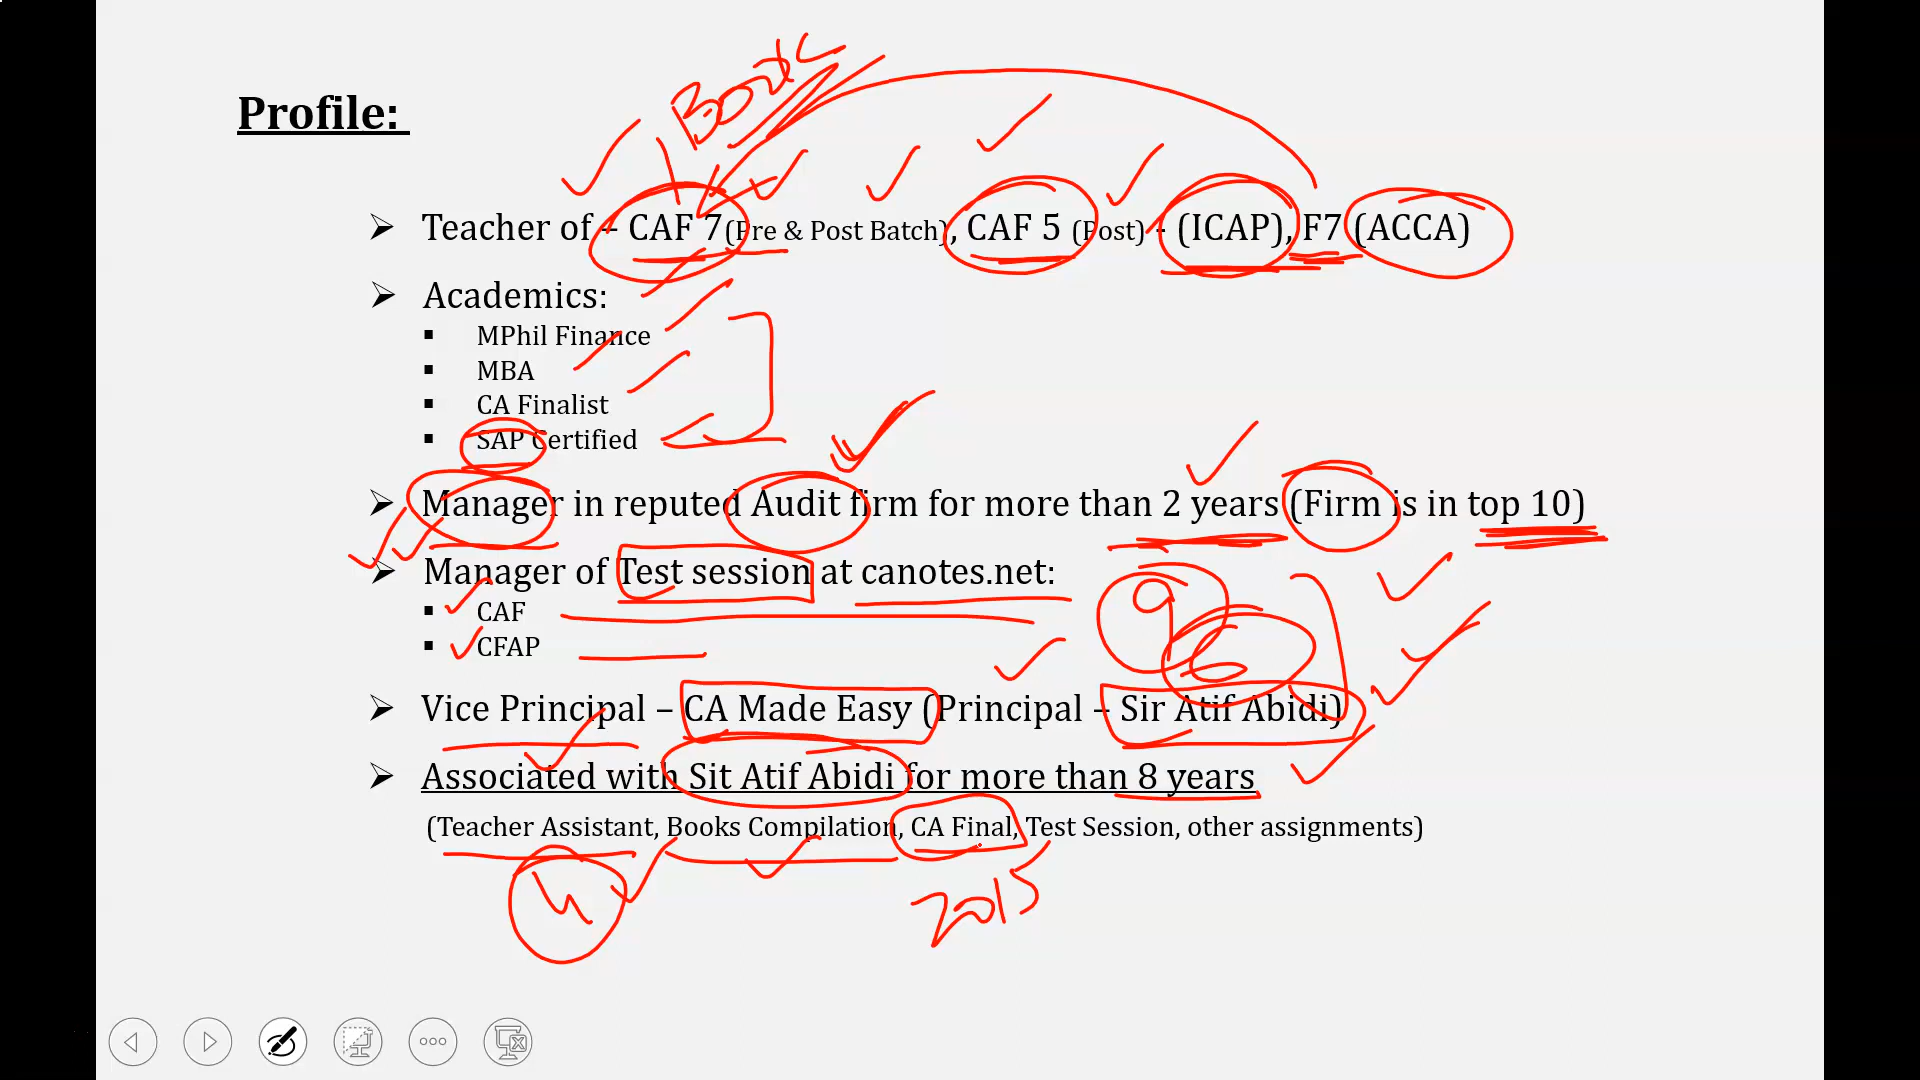 Books
Profile:
Teacher of – CAF 7 (Pre & Post Batch), CAF 5 (Post) - (ICAP), F7 (ACCA)
Academics:
MPhil Finance
MBA
CA Finalist
SAP Certified
Manager in reputed Audit firm for more than 2 years (Firm is in top 10)
Manager of Test session at canotes.net:
CAF
CFAP
Vice Principal – CA Made Easy (Principal – Sir Atif Abidi)
Associated with Sit Atif Abidi for more than 8 years
(Teacher Assistant, Books Compilation, CA Final, Test Session, other assignments)
2015